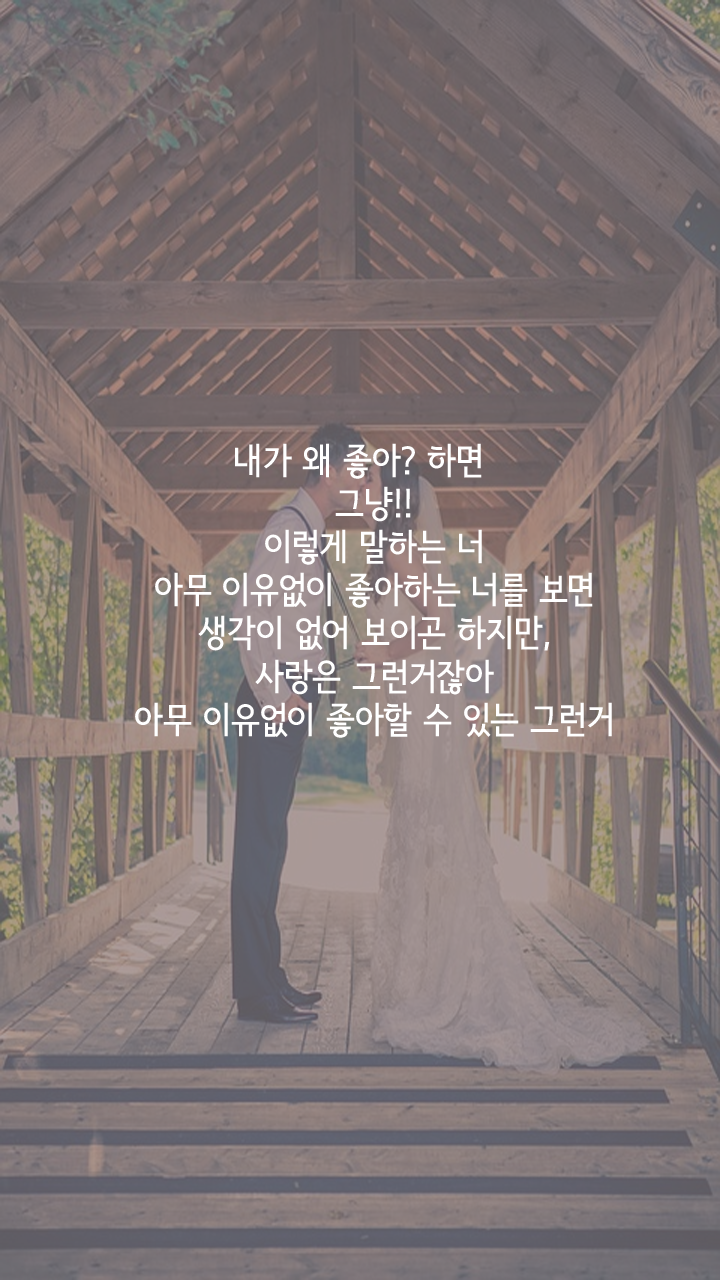 내가 왜 좋아? 하면
그냥!!
이렇게 말하는 너
아무 이유없이 좋아하는 너를 보면
생각이 없어 보이곤 하지만,
사랑은 그런거잖아
아무 이유없이 좋아할 수 있는 그런거